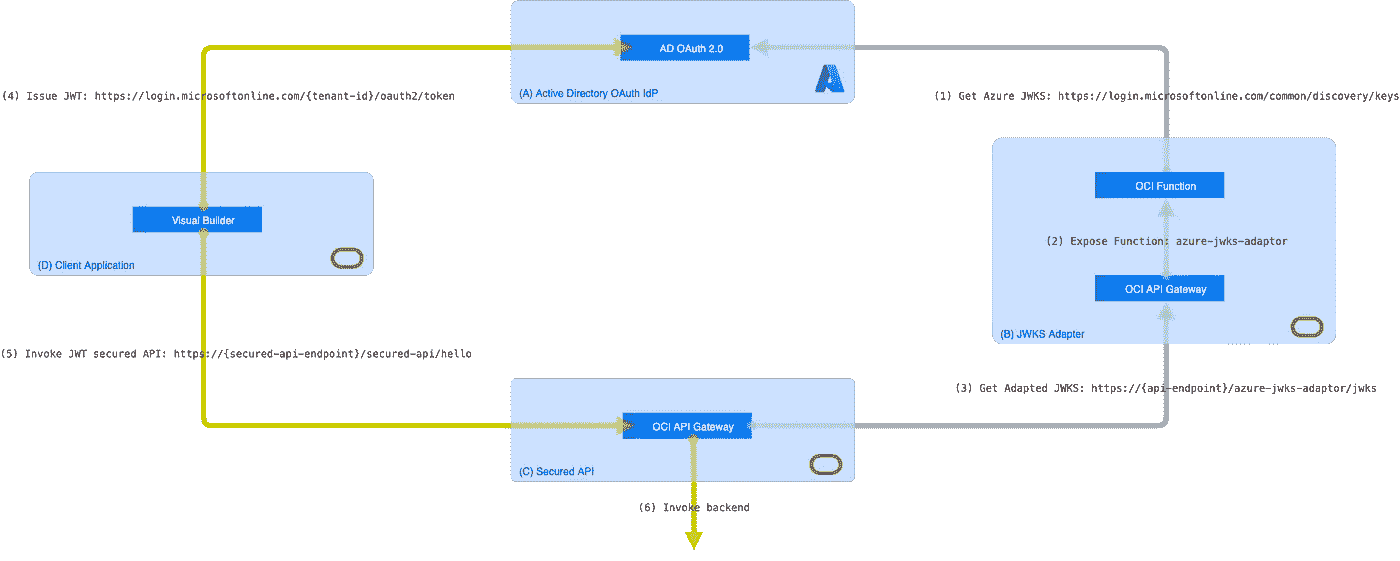 AD OAuth 2.0
(A) Active Directory OAuth IdP
(4) Issue JWT: https://login.microsoftonline.com/{tenant-id}/oauth2/token
(1) Get Azure JWKS: https://login.microsoftonline.com/common/discovery/keys
OCI Function
Visual Builder
(2) Expose Function: azure-jwks-adaptor
(D) Client Application
OCI API Gateway
(B) JWKS Adapter
(5) Invoke JWT secured API: https://{secured-api-endpoint}/secured-api/hello
(3) Get Adapted JWKS: https://{api-endpoint}/azure-jwks-adaptor/jwks
OCI API Gateway
(C) Secured API
(6) Invoke backend